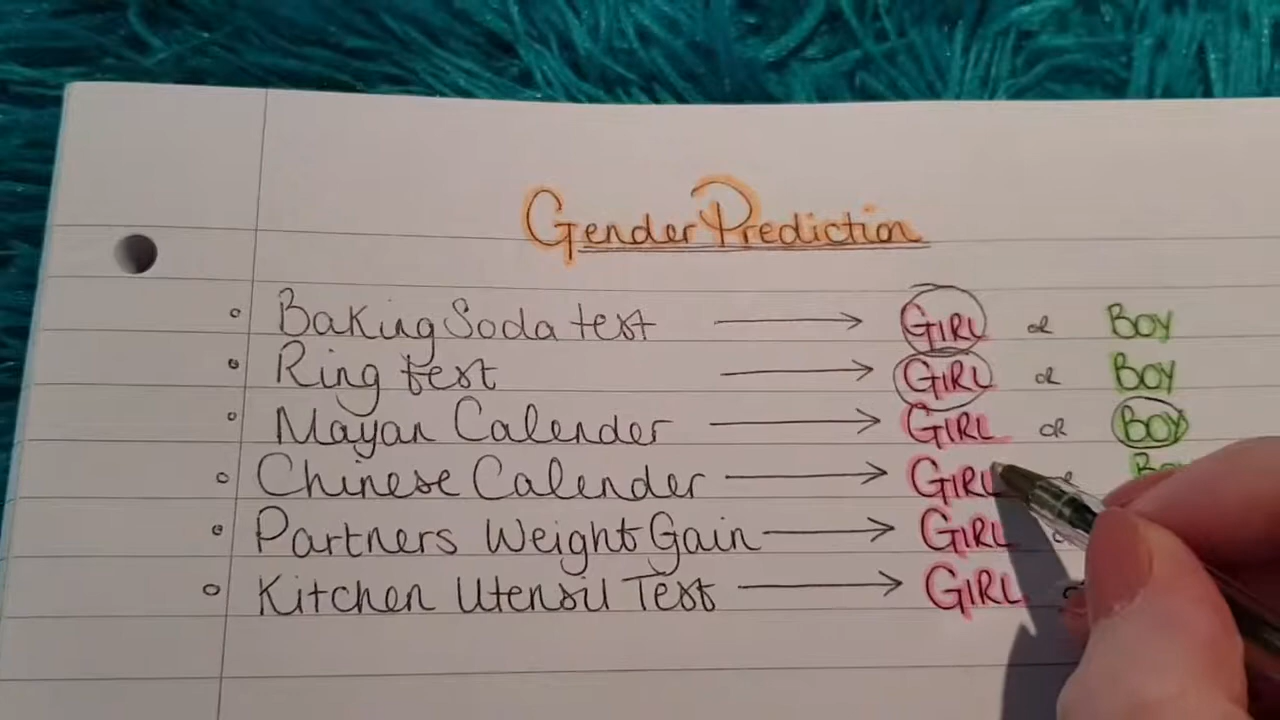 Gender Prediction
Baking Soda test → GIRL OR BOY
Ring test → GIRL OR BOY
Mayan Calender → GIRL OR BOY
Chinese Calender → GIRL
Partners Weight Gain → GIRL
Kitchen Utensil Test → GIRL